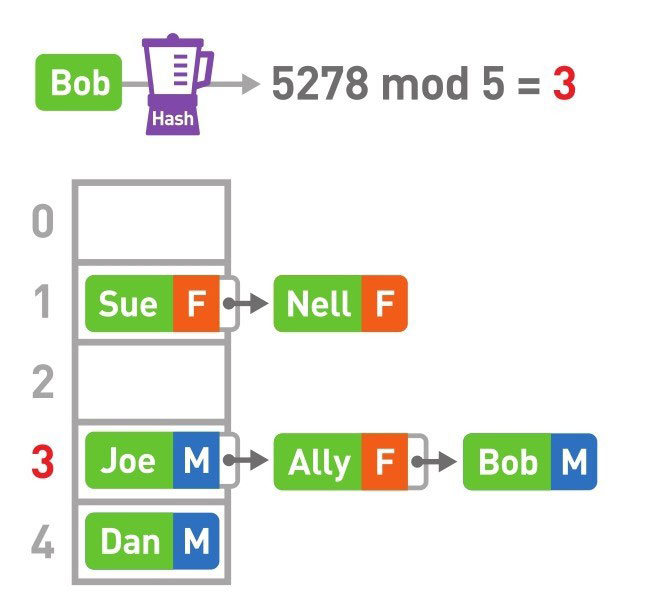 Bob Hash 5278 mod 5 = 3
0
1 Sue F Nell F
2
3 Joe M Ally F Bob M
4 Dan M